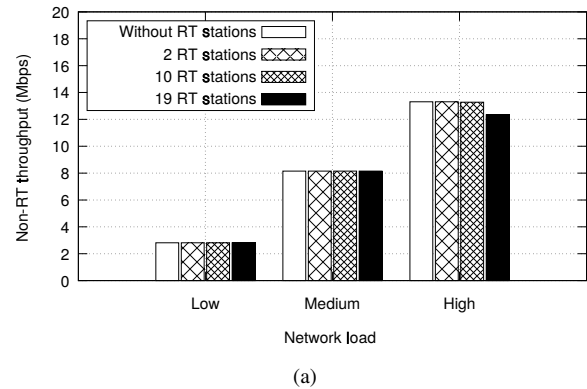 20
18
16
14
12
10
8
6
4
2
0
Non-RT throughput (Mbps)
Without RT stations
2 RT stations
10 RT stations
19 RT stations
Low Medium High
Network load
(a)